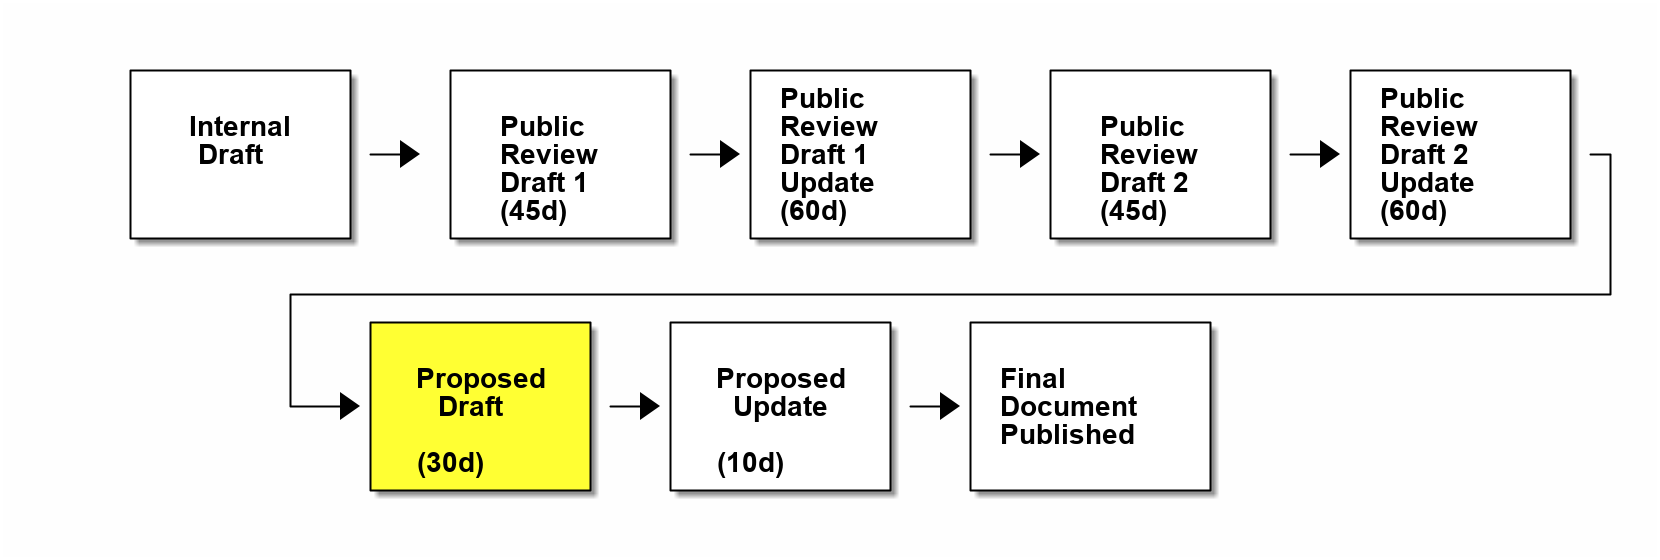 Internal
Draft
Public
Review
Draft 1
(45d)
Public
Review
Draft 1
Update
(60d)
Public
Review
Draft 2
(45d)
Public
Review
Draft 2
Update
(60d)
Proposed
Draft
(30d)
Proposed
Update
(10d)
Final
Document
Published